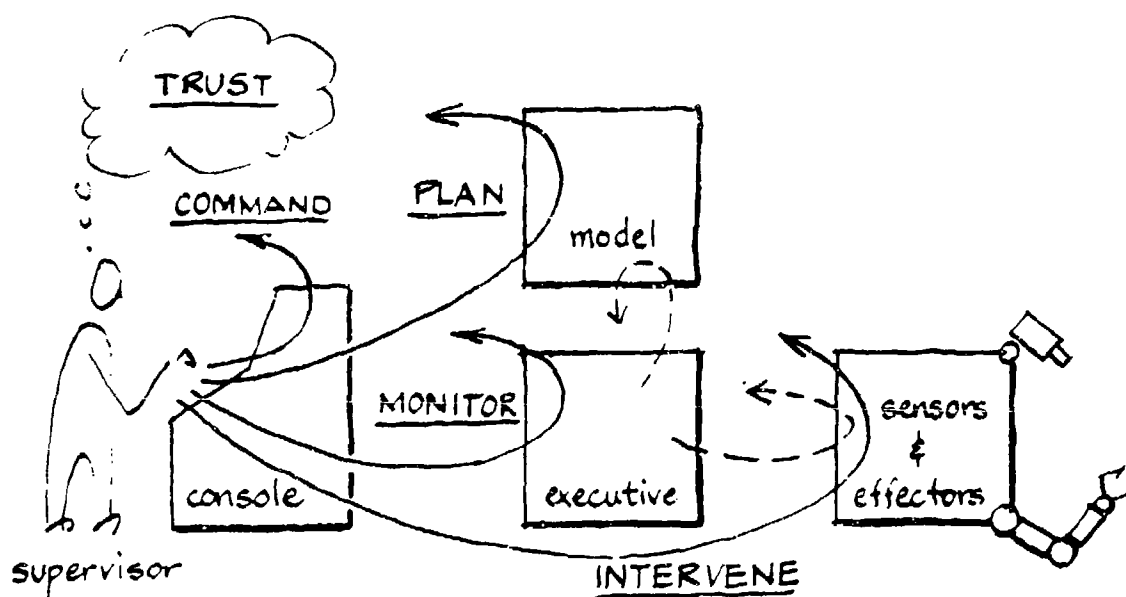 TRUST
COMMAND
PLAN
model
MONITOR
console
executive
sensors
&
effectors
supervisor
INTERVENE